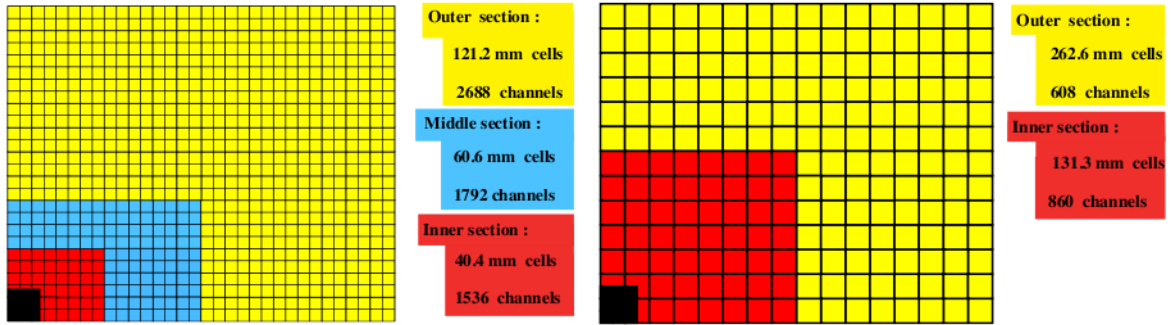 Outer section :
121.2 mm cells
2688 channels
Middle section :
60.6 mm cells
1792 channels
Inner section :
40.4 mm cells
1536 channels
Outer section :
262.6 mm cells
608 channels
Inner section :
131.3 mm cells
860 channels